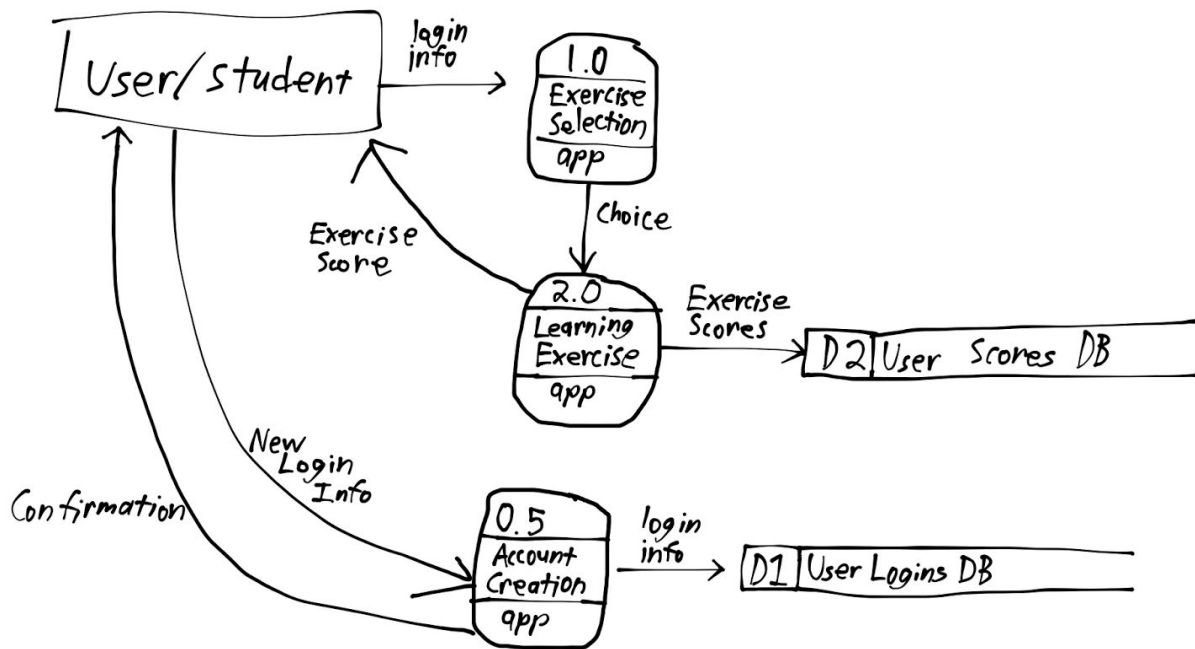 User/student
login
info
1.0
Exercise
Selection
app
Choice
Exercise
Score
2.0
Learning
Exercise
app
Exercise
Scores
D2 User Scores DB
New
Login
Info
Confirmation
0.5
Account
Creation
app
login
info
D1 User Logins DB